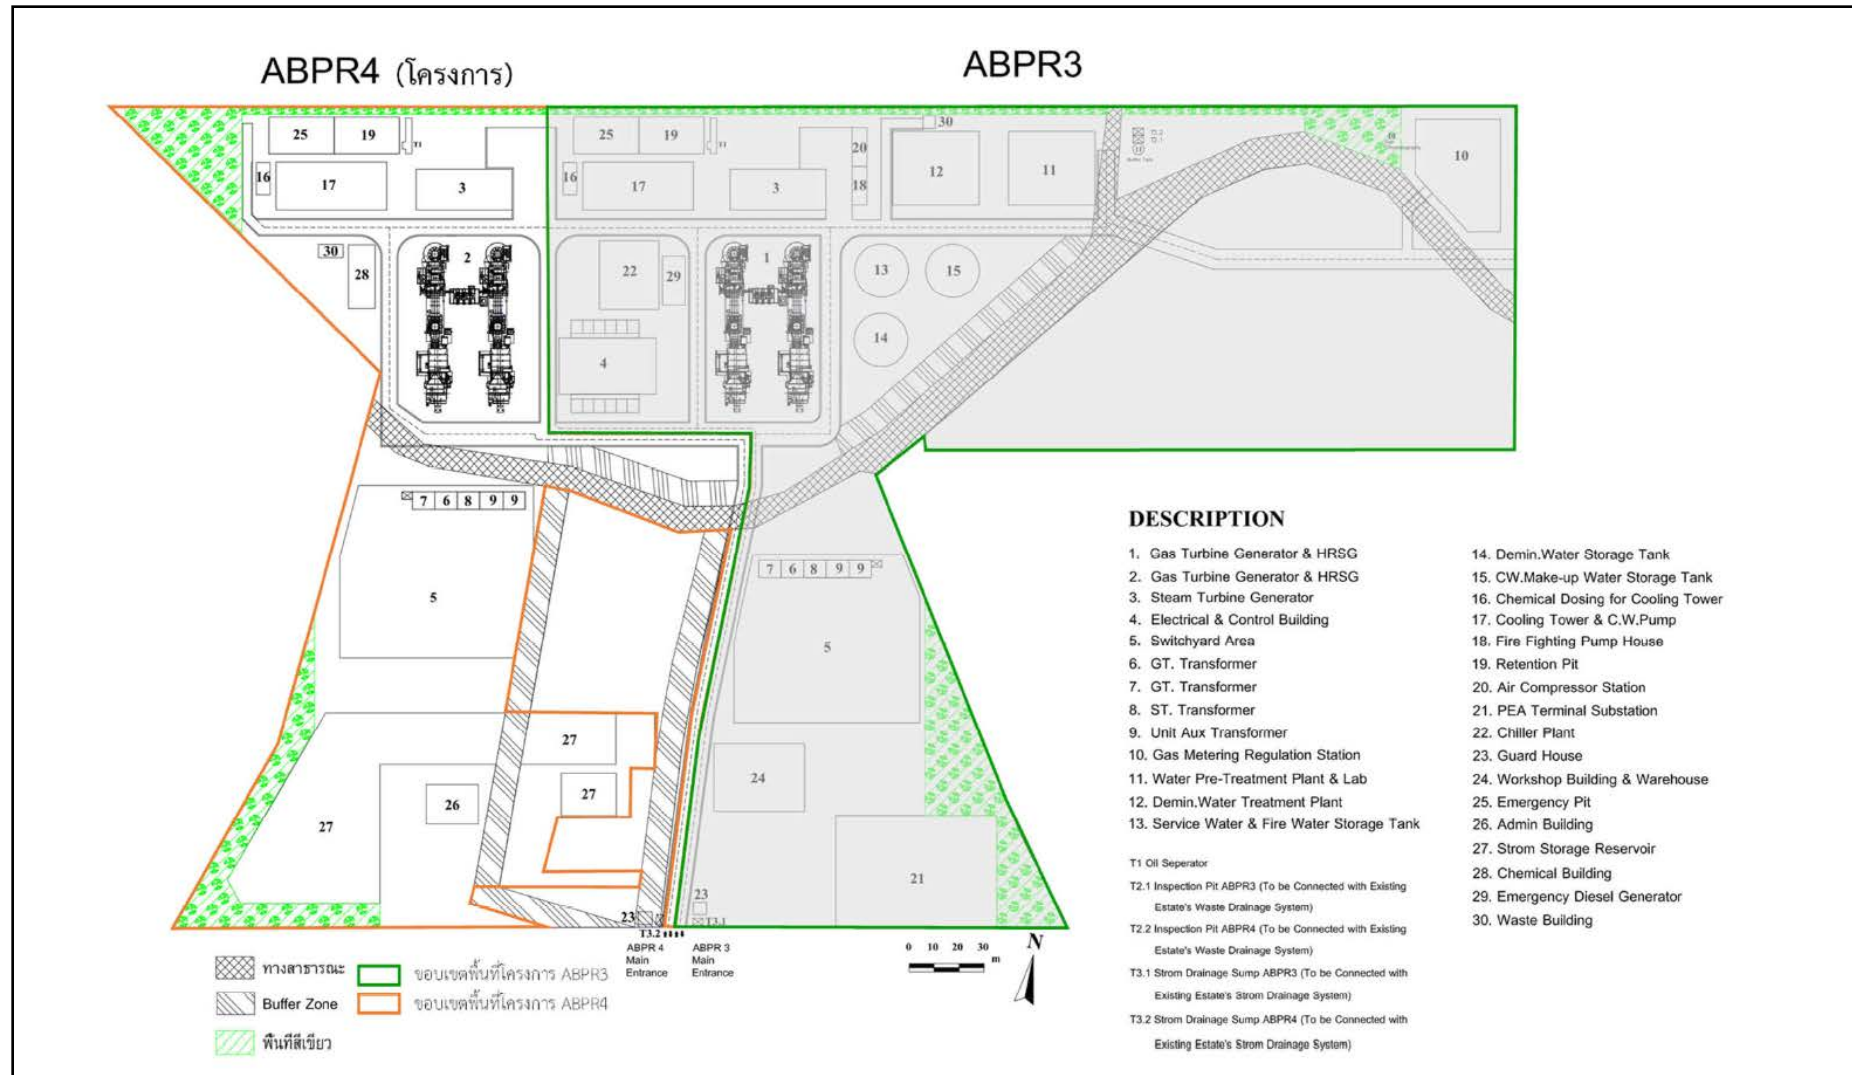 ABPR4 (โครงการ)
ABPR3
25 19 T1
25 19 T1
20
30
12
11
10
16 17 3
16 17 3
18
30
28
2
22
29
1
13
15
4
14
7 6 8 9 9
5
7 6 8 9 9
5
27
27
27
26
24
21
23
T3.2
23
T3.1
ABPR 4
Main
Entrance
ABPR 3
Main
Entrance
0 10 20 30
m
N
ทางสาธารณะ
Buffer Zone
พื้นที่สีเขียว
ขอบเขตพื้นที่โครงการ ABPR3
ขอบเขตพื้นที่โครงการ ABPR4
DESCRIPTION
1. Gas Turbine Generator & HRSG
2. Gas Turbine Generator & HRSG
3. Steam Turbine Generator
4. Electrical & Control Building
5. Switchyard Area
6. GT. Transformer
7. GT. Transformer
8. ST. Transformer
9. Unit Aux Transformer
10. Gas Metering Regulation Station
11. Water Pre-Treatment Plant & Lab
12. Demin.Water Treatment Plant
13. Service Water & Fire Water Storage Tank
14. Demin.Water Storage Tank
15. CW.Make-up Water Storage Tank
16. Chemical Dosing for Cooling Tower
17. Cooling Tower & C.W.Pump
18. Fire Fighting Pump House
19. Retention Pit
20. Air Compressor Station
21. PEA Terminal Substation
22. Chiller Plant
23. Guard House
24. Workshop Building & Warehouse
25. Emergency Pit
26. Admin Building
27. Strom Storage Reservoir
28. Chemical Building
29. Emergency Diesel Generator
30. Waste Building
T1 Oil Seperator
T2.1 Inspection Pit ABPR3 (To be Connected with Existing
Estate's Waste Drainage System)
T2.2 Inspection Pit ABPR4 (To be Connected with Existing
Estate's Waste Drainage System)
T3.1 Strom Drainage Sump ABPR3 (To be Connected with
Existing Estate's Strom Drainage System)
T3.2 Strom Drainage Sump ABPR4 (To be Connected with
Existing Estate's Strom Drainage System)